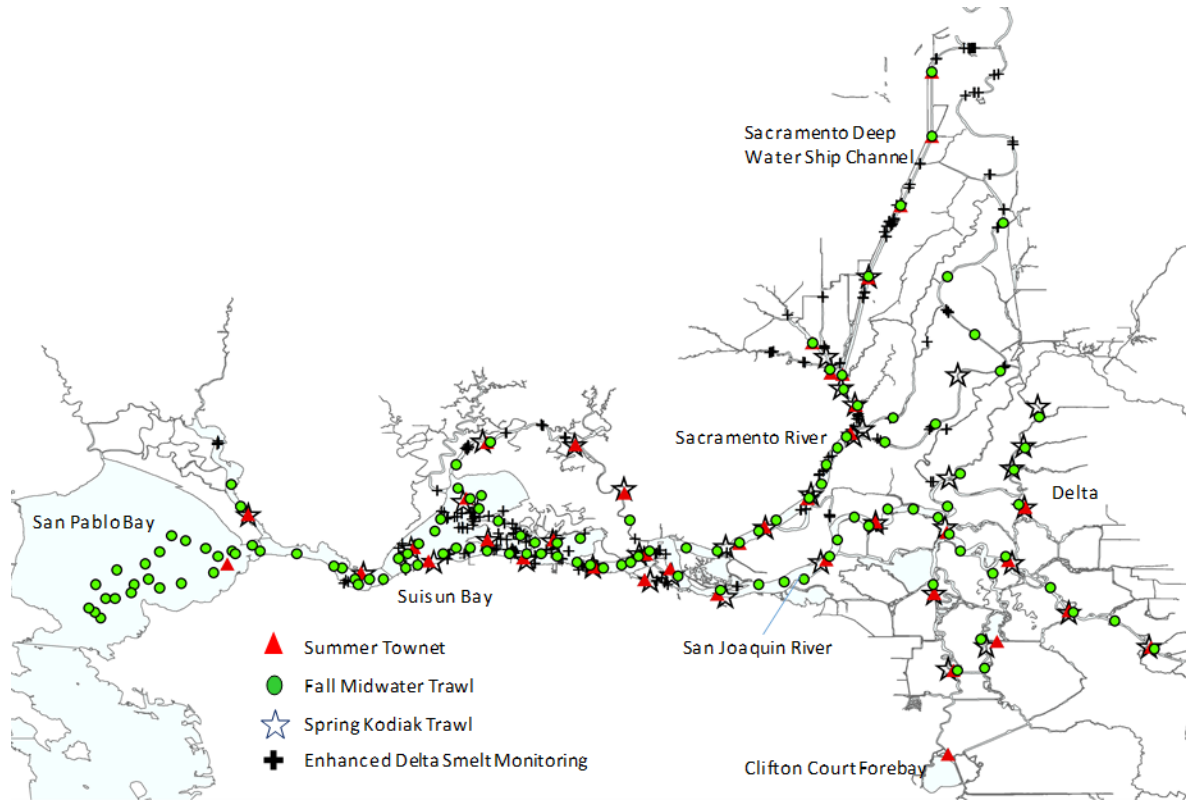 Sacramento Deep
Water Ship Channel
Sacramento River
San Pablo Bay
Delta
Suisun Bay
San Joaquin River
Summer Townet
Fall Midwater Trawl
Spring Kodiak Trawl
Enhanced Delta Smelt Monitoring
Clifton Court Forebay